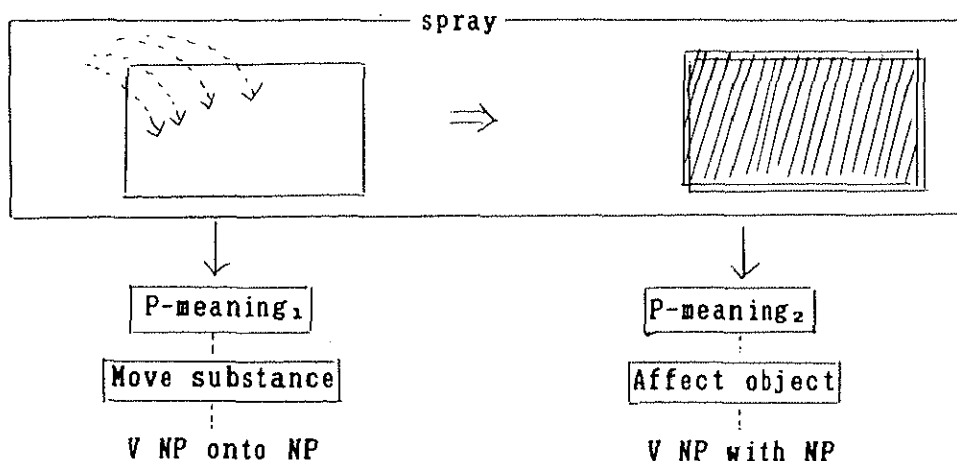 spray
P-meaning₁ P-meaning₂
Move substance Affect object
V NP onto NP V NP with NP